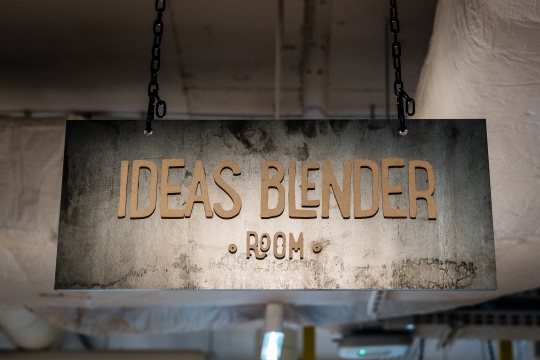 IDEAS BLENDER
• ROOM •